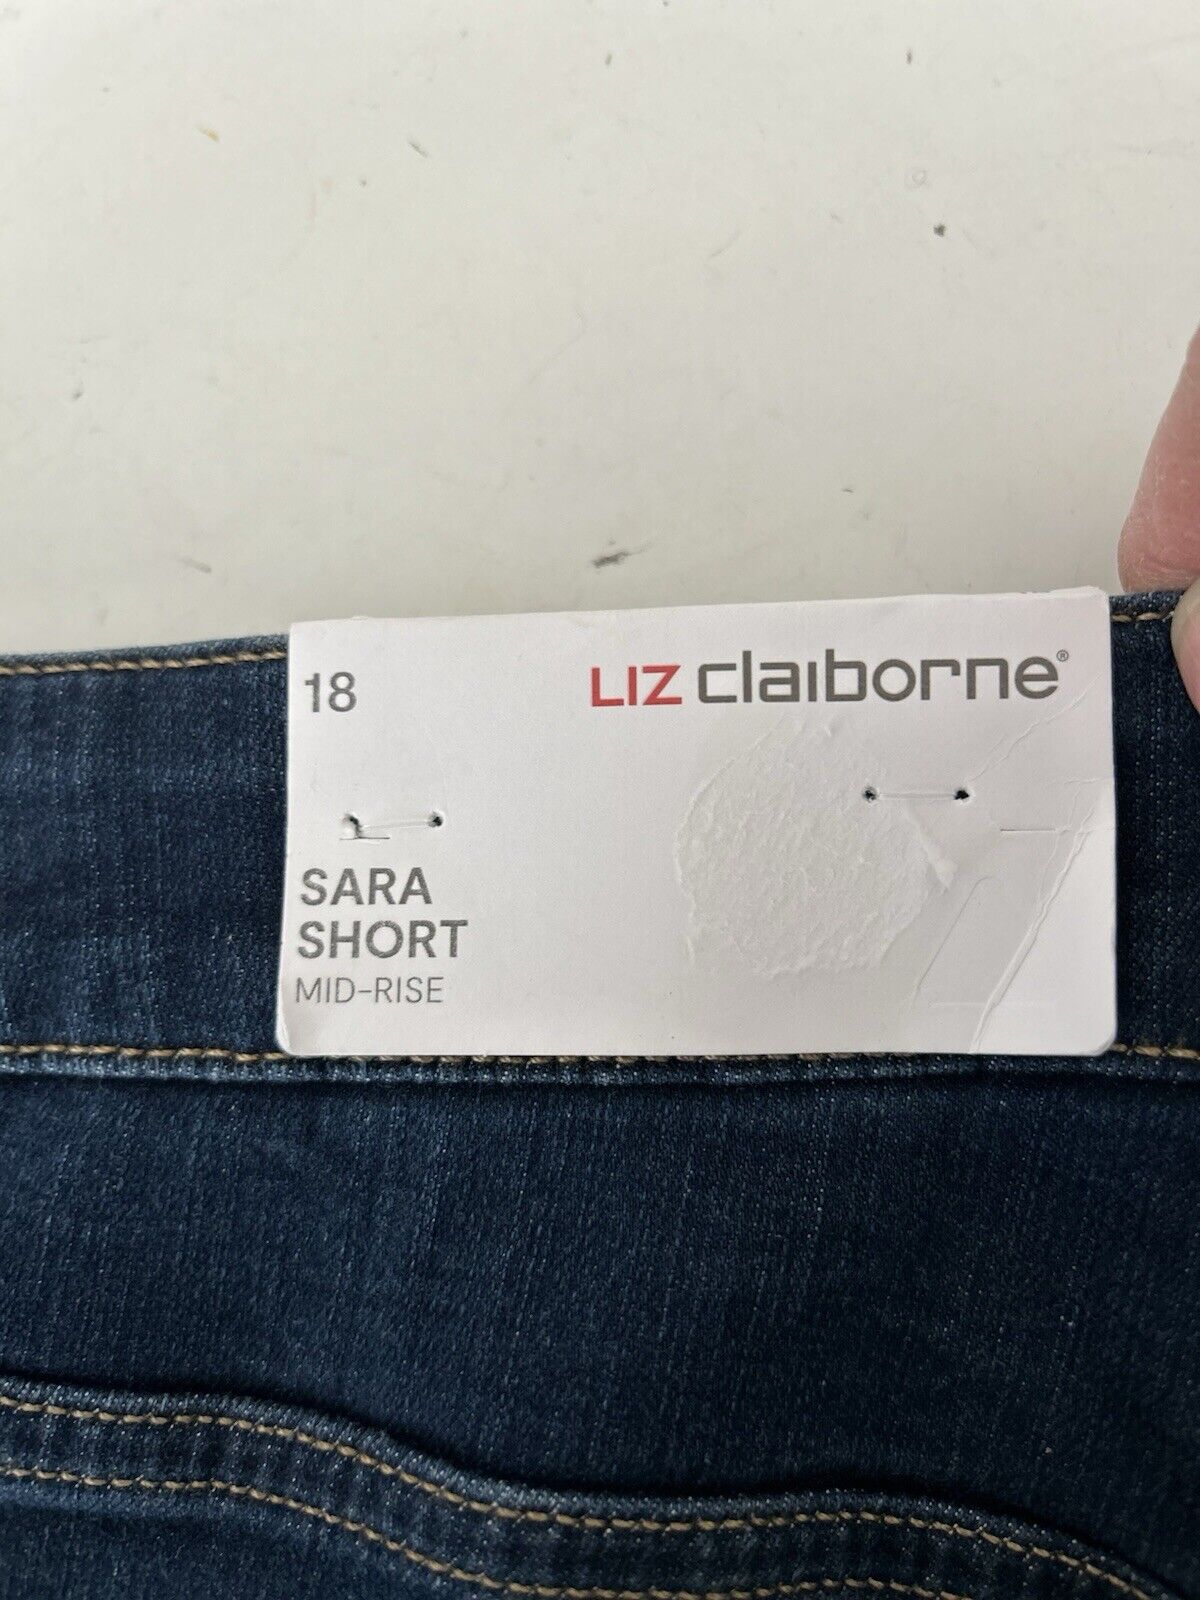 18
LIZ claiborne®
SARA
SHORT
MID-RISE